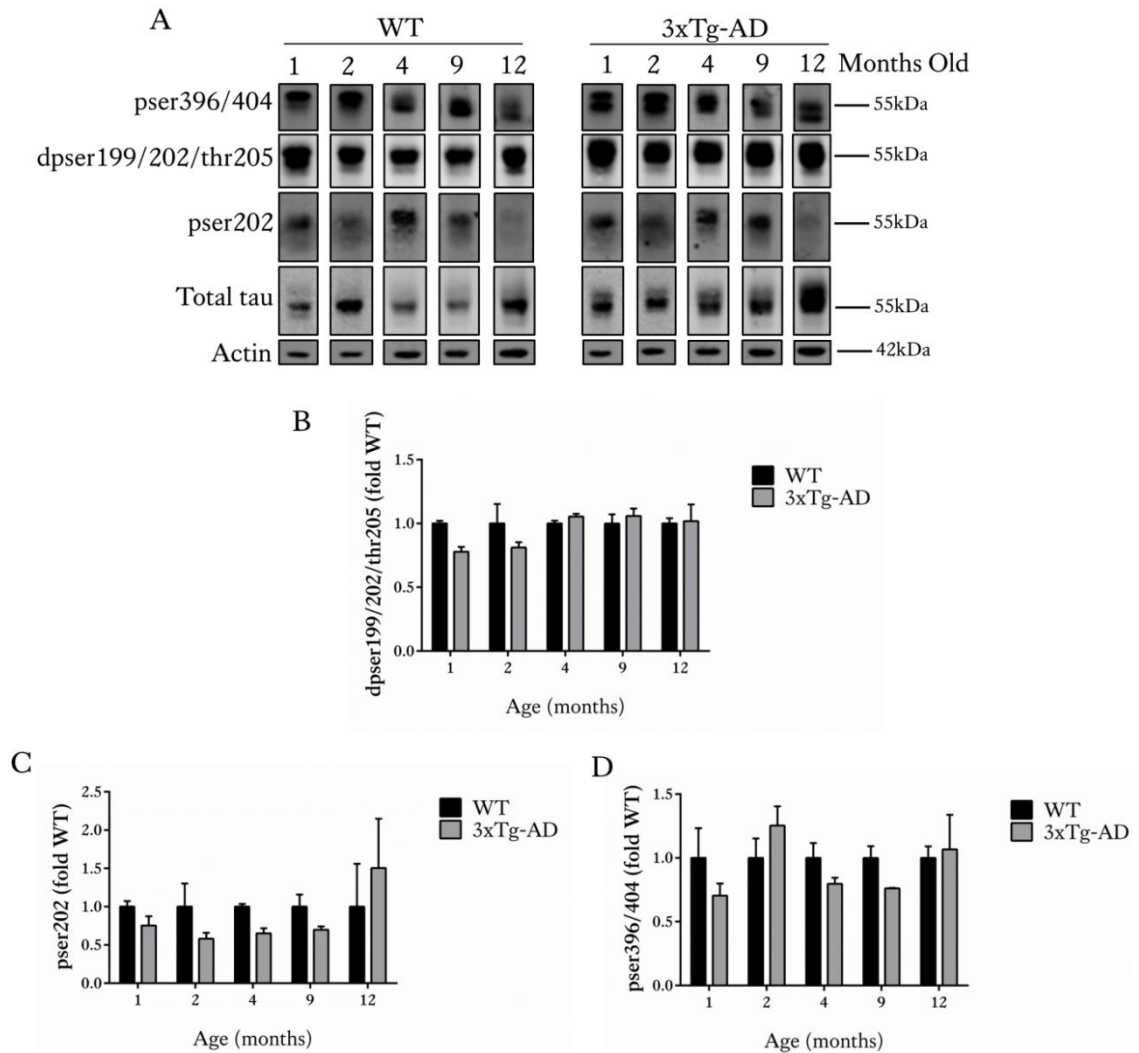 A
WT 3xTg-AD
1 2 4 9 12 1 2 4 9 12 Months Old
pser396/404 55kDa
dpser199/202/thr205 55kDa
pser202 55kDa
Total tau 55kDa
Actin 42kDa
B
dpser199/202/thr205 (fold WT)
1.5
1.0
0.5
0.0
1 2 4 9 12
Age (months)
WT
3xTg-AD
C
pser202 (fold WT)
2.5
2.0
1.5
1.0
0.5
0.0
1 2 4 9 12
Age (months)
WT
3xTg-AD
D
pser396/404 (fold WT)
1.5
1.0
0.5
0.0
1 2 4 9 12
Age (months)
WT
3xTg-AD